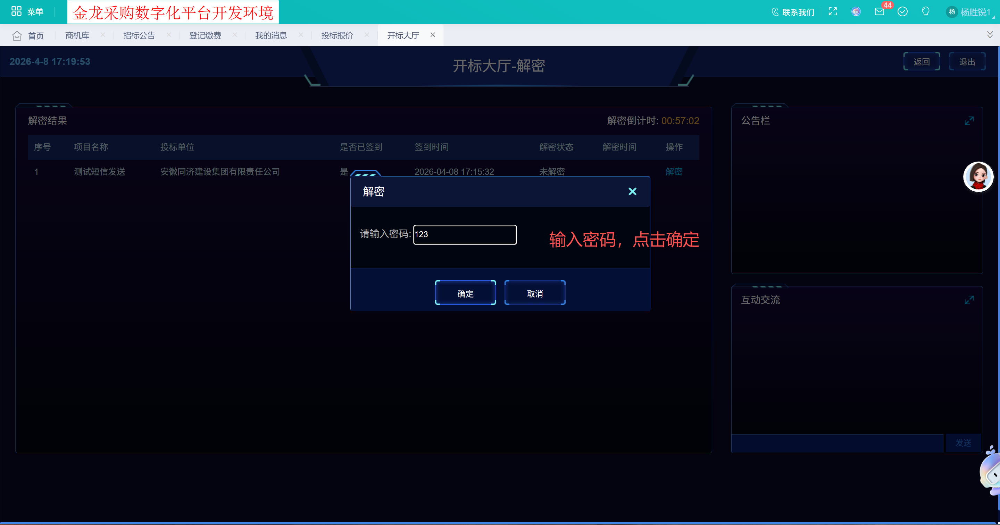 菜单
金龙采购数字化平台开发环境
联系我们
44
杨
杨胜锐1
首页
商机库
招标公告
登记缴费
我的消息
投标报价
开标大厅
2026-4-8 17:19:53
开标大厅-解密
返回
退出
解密结果
解密倒计时: 00:57:02
序号 项目名称 投标单位 是否已签到 签到时间 解密状态 解密时间 操作
1 测试短信发送 安徽同济建设集团有限责任公司 是 2026-04-08 17:15:32 未解密 解密
解密
请输入密码: 123
输入密码，点击确定
确定
取消
公告栏
互动交流
发送